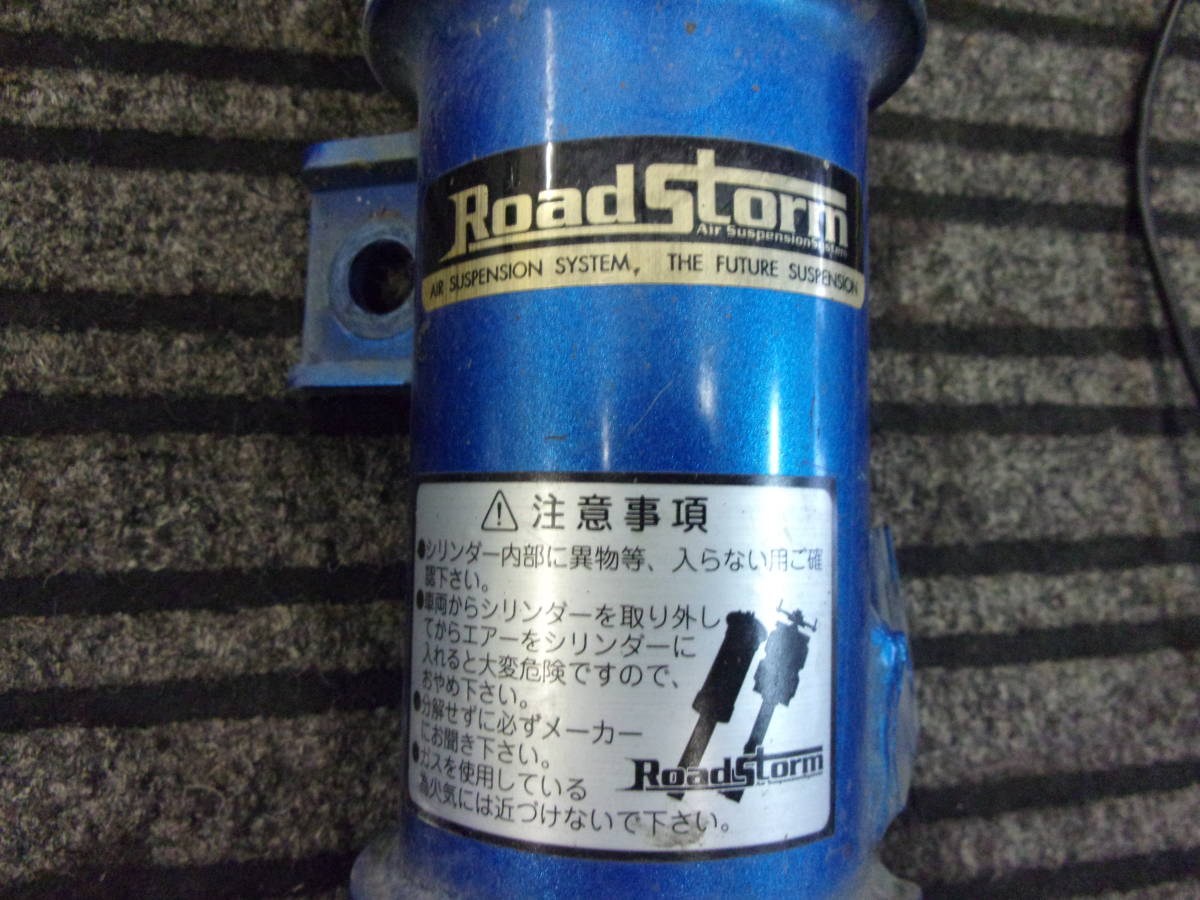 RoadStorm
Air SuspensionSystem
AIR SUSPENSION SYSTEM, THE FUTURE SUSPENSION
注意事項
●シリンダー内部に異物等、入らない用ご確
認下さい。
●車両からシリンダーを取り外し
てからエアーをシリンダーに
入れると大変危険ですので、
おやめ下さい。
●分解せずに必ずメーカー
にお聞き下さい。
●ガスを使用している
為火気には近づけないで下さい。
RoadStorm
Air SuspensionSystem